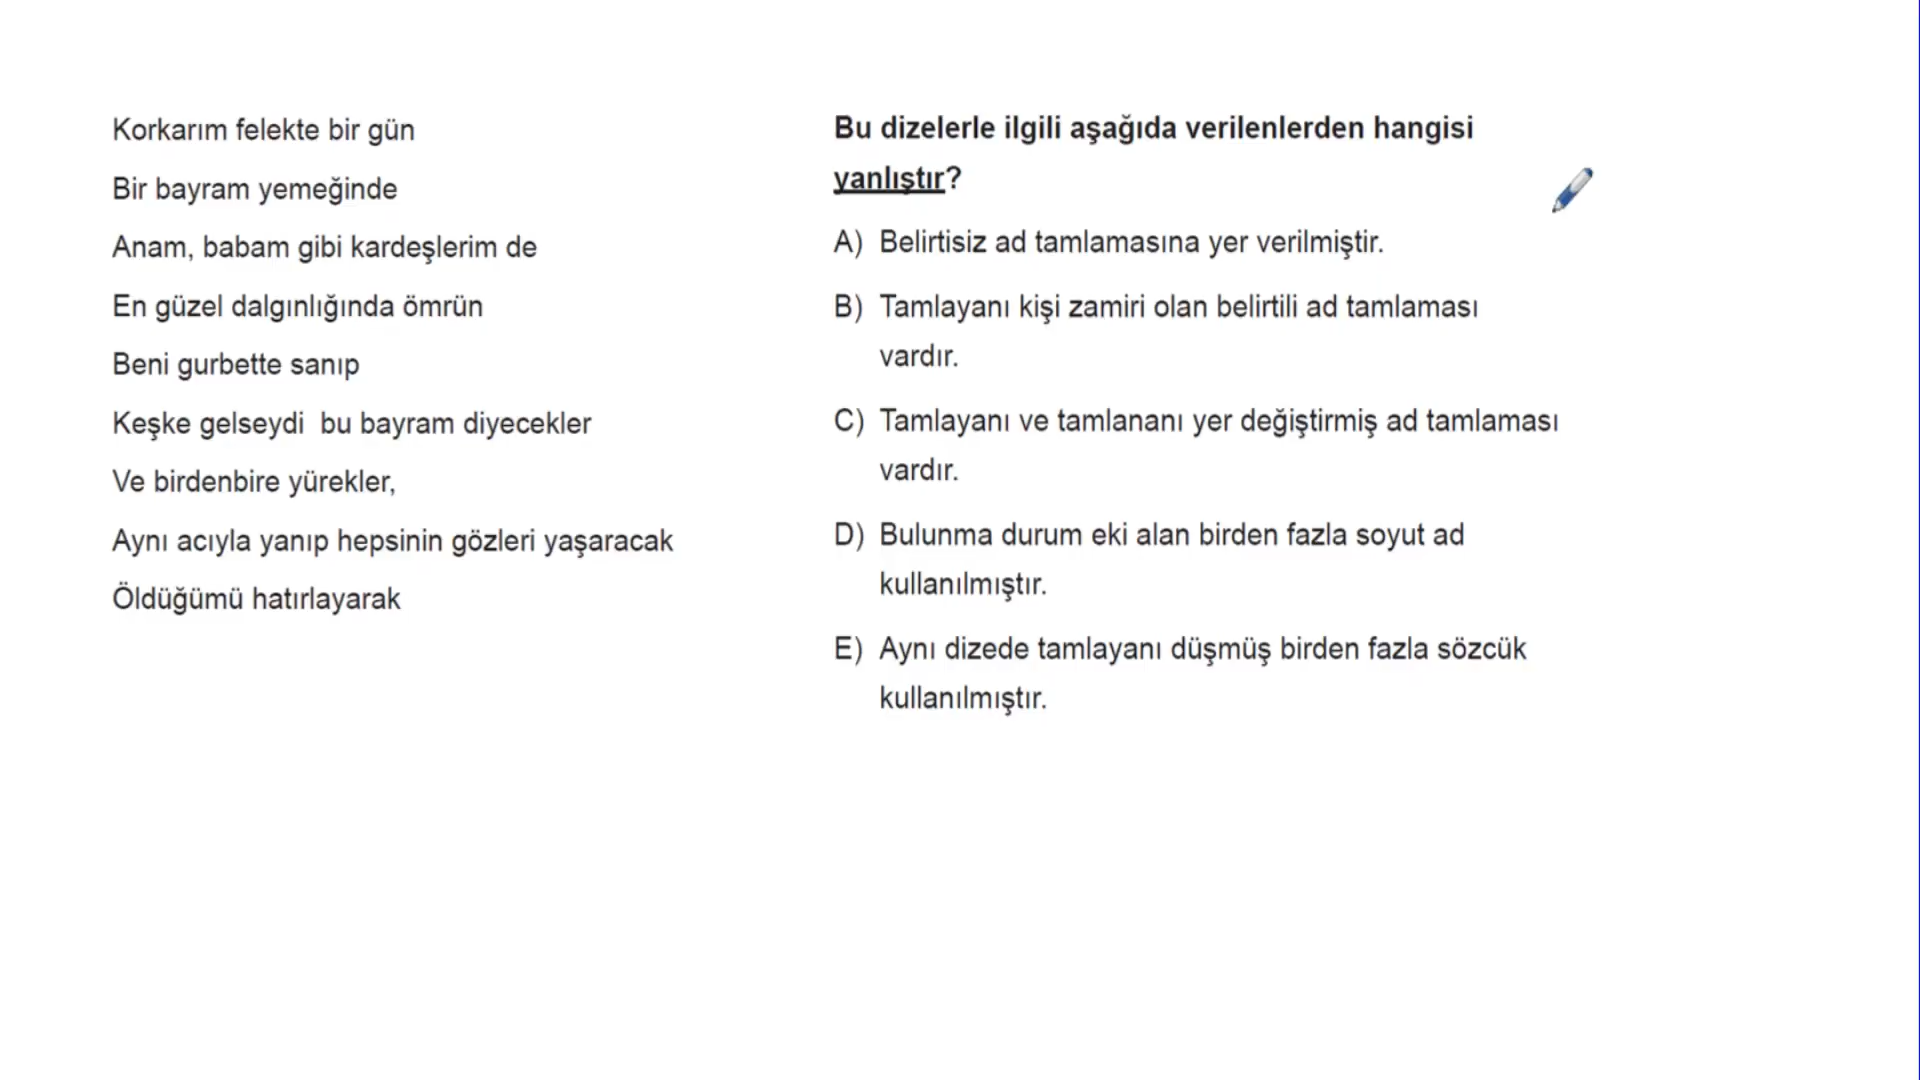 Korkarım felekte bir gün
Bir bayram yemeğinde
Anam, babam gibi kardeşlerim de
En güzel dalgınlığında ömrün
Beni gurbette sanıp
Keşke gelseydi  bu bayram diyecekler
Ve birdenbire yürekler,
Aynı acıyla yanıp hepsinin gözleri yaşaracak
Öldüğümü hatırlayarak
Bu dizelerle ilgili aşağıda verilenlerden hangisi
yanlıştır?
A) Belirtisiz ad tamlamasına yer verilmiştir.
B) Tamlayanı kişi zamiri olan belirtili ad tamlaması
vardır.
C) Tamlayanı ve tamlananı yer değiştirmiş ad tamlaması
vardır.
D) Bulunma durum eki alan birden fazla soyut ad
kullanılmıştır.
E) Aynı dizede tamlayanı düşmüş birden fazla sözcük
kullanılmıştır.